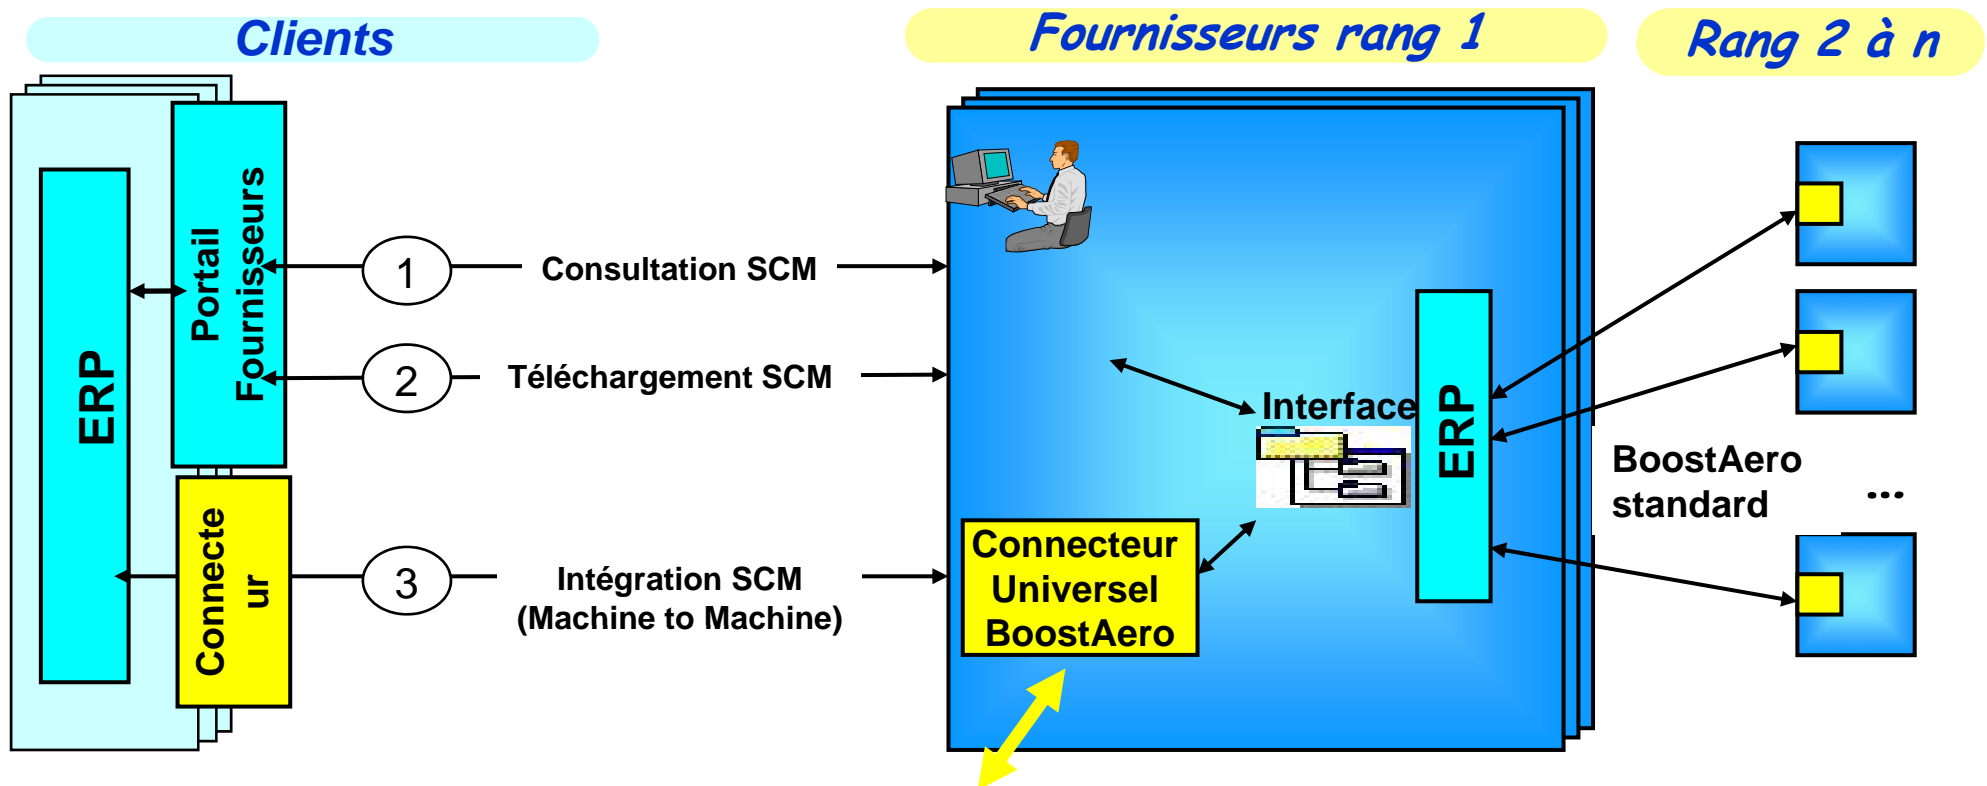 Clients
Fournisseurs rang 1
Rang 2 à n
ERP
Portail
Fournisseurs
Connecte
ur
1
Consultation SCM
2
Téléchargement SCM
3
Intégration SCM
(Machine to Machine)
Interface
ERP
Connecteur
Universel
BoostAero
BoostAero
standard
...